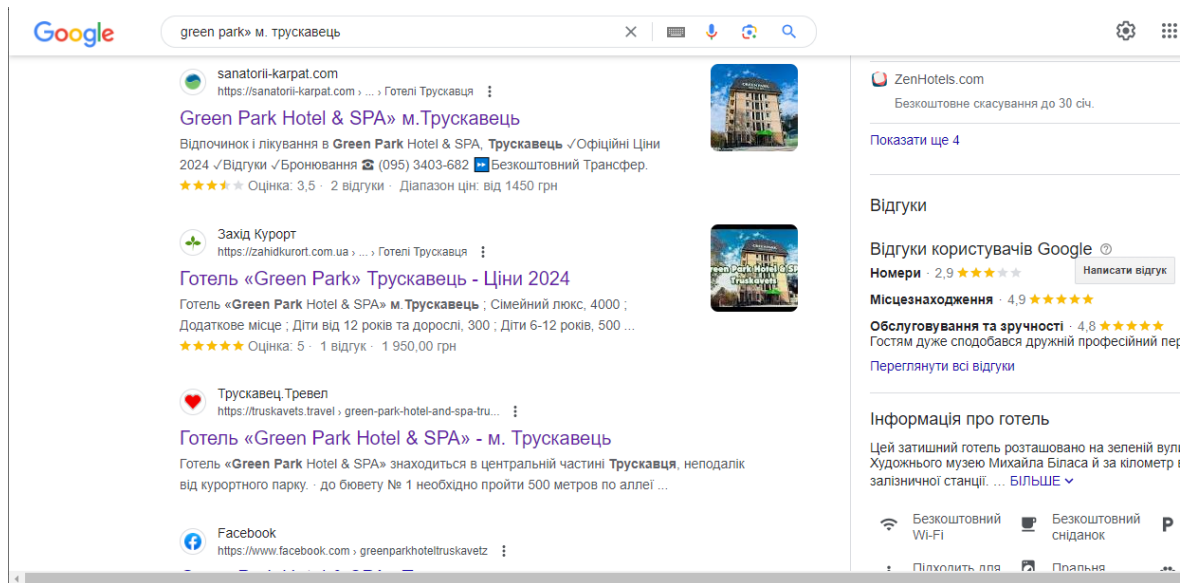 Google
green park» м. трускавець
sanatorii-karpat.com
https://sanatorii-karpat.com › ... › Готелі Трускавця
Green Park Hotel & SPA» м.Трускавець
Відпочинок і лікування в Green Park Hotel & SPA, Трускавець ✓Офіційні Ціни
2024 ✓Відгуки ✓Бронювання ☎ (095) 3403-682 ⏩Безкоштовний Трансфер.
Оцінка: 3,5 · 2 відгуки · Діапазон цін: від 1450 грн
GREEN PARK
Захід Курорт
https://zahidkurort.com.ua › ... › Готелі Трускавця
Готель «Green Park» Трускавець - Ціни 2024
Готель «Green Park Hotel & SPA» м.Трускавець ; Сімейний люкс, 4000 ;
Додаткове місце ; Діти від 12 років та дорослі, 300 ; Діти 6-12 років, 500 ...
Оцінка: 5 · 1 відгук · 1 950,00 грн
Green Park Hotel & SP
Truskavets
Трускавец.Тревел
https://truskavets.travel › green-park-hotel-and-spa-tru...
Готель «Green Park Hotel & SPA» - м. Трускавець
Готель «Green Park Hotel & SPA» знаходиться в центральній частині Трускавця, неподалік
від курортного парку. · до бювету № 1 необхідно пройти 500 метров по аллеї ...
Facebook
https://www.facebook.com › greenparkhoteltruskavetz
ZenHotels.com
Безкоштовне скасування до 30 січ.
Показати ще 4
Відгуки
Відгуки користувачів Google
Написати відгук
Номери · 2,9
Місцезнаходження · 4,9
Обслуговування та зручності · 4,8
Гостям дуже сподобався дружній професійний пер
Переглянути всі відгуки
Інформація про готель
Цей затишний готель розташовано на зеленій вули
Художнього музею Михайла Біласа й за кілометр в
залізничної станції. … БІЛЬШЕ
Безкоштовний
Wi-Fi
Безкоштовний
сніданок
P
Підходить для
Пральня